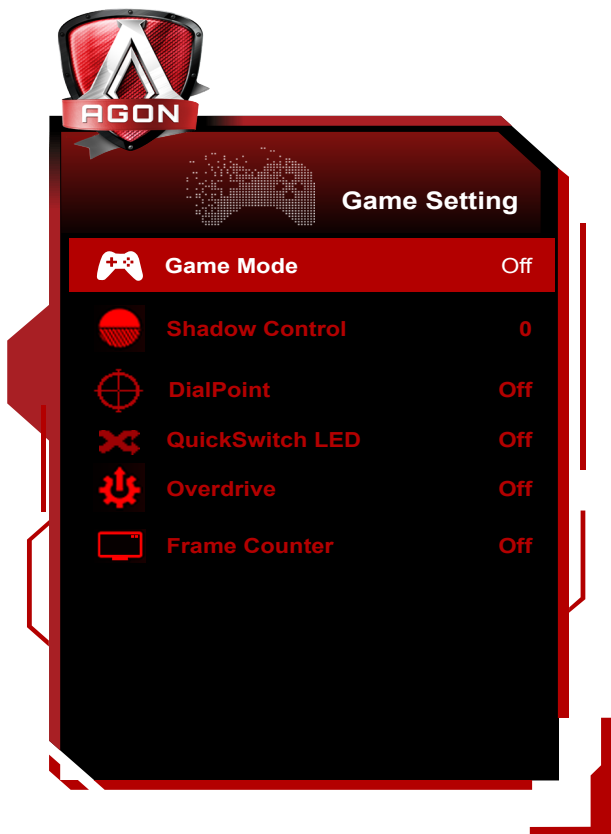 AGON
Game Setting
Game Mode Off
Shadow Control 0
DialPoint Off
QuickSwitch LED Off
Overdrive Off
Frame Counter Off